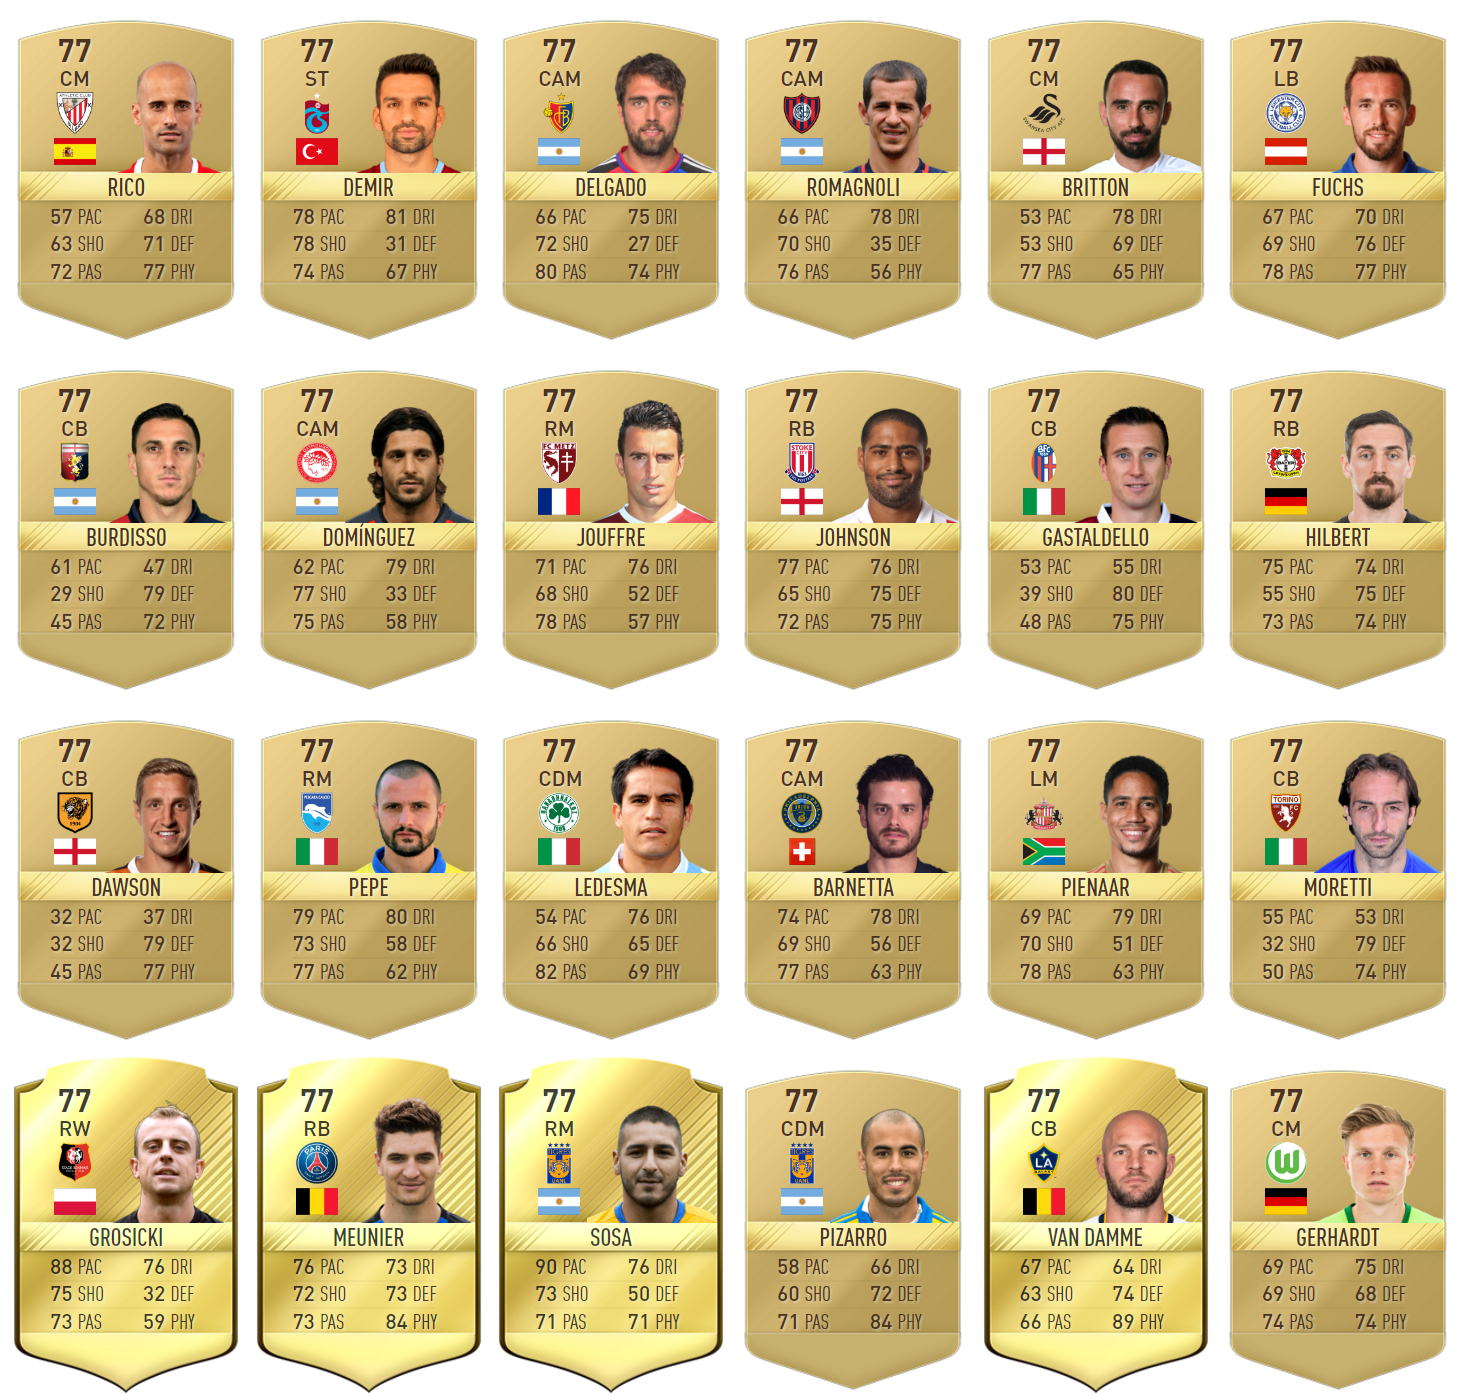 77 77 77 77 77 77
CM ST CAM CAM CM LB
RICO DEMIR DELGADO ROMAGNOLI BRITTON FUCHS
57 PAC 68 DRI 78 PAC 81 DRI 66 PAC 75 DRI 66 PAC 78 DRI 53 PAC 78 DRI 67 PAC 70 DRI
63 SHO 71 DEF 78 SHO 31 DEF 72 SHO 27 DEF 70 SHO 35 DEF 53 SHO 69 DEF 69 SHO 76 DEF
72 PAS 77 PHY 74 PAS 67 PHY 80 PAS 74 PHY 76 PAS 56 PHY 77 PAS 65 PHY 78 PAS 77 PHY
77 77 77 77 77 77
CB CAM RM RB CB RB
FC METZ STOKE
BURDISSO DOMÍNGUEZ JOUFFRE JOHNSON GASTALDELLO HILBERT
61 PAC 47 DRI 62 PAC 79 DRI 71 PAC 76 DRI 77 PAC 76 DRI 53 PAC 55 DRI 75 PAC 74 DRI
29 SHO 79 DEF 77 SHO 33 DEF 68 SHO 52 DEF 65 SHO 75 DEF 39 SHO 80 DEF 55 SHO 75 DEF
45 PAS 72 PHY 75 PAS 58 PHY 78 PAS 57 PHY 72 PAS 75 PHY 48 PAS 75 PHY 73 PAS 74 PHY
77 77 77 77 77 77
CB RM CDM CAM LM CB
TORINO
DAWSON PEPE LEDESMA BARNETTA PIENAAR MORETTI
32 PAC 37 DRI 79 PAC 80 DRI 54 PAC 76 DRI 74 PAC 78 DRI 69 PAC 79 DRI 55 PAC 53 DRI
32 SHO 79 DEF 73 SHO 58 DEF 66 SHO 65 DEF 69 SHO 56 DEF 70 SHO 51 DEF 32 SHO 79 DEF
45 PAS 77 PHY 77 PAS 62 PHY 82 PAS 69 PHY 77 PAS 63 PHY 78 PAS 63 PHY 50 PAS 74 PHY
77 77 77 77 77 77
RW RB RM CDM CB CM
PARIS TIGRES TIGRES LA W
GROSICKI MEUNIER SOSA PIZARRO VAN DAMME GERHARDT
88 PAC 76 DRI 76 PAC 73 DRI 90 PAC 76 DRI 58 PAC 66 DRI 67 PAC 64 DRI 69 PAC 75 DRI
75 SHO 32 DEF 72 SHO 73 DEF 73 SHO 50 DEF 60 SHO 72 DEF 63 SHO 74 DEF 69 SHO 68 DEF
73 PAS 59 PHY 73 PAS 84 PHY 71 PAS 71 PHY 71 PAS 84 PHY 66 PAS 89 PHY 74 PAS 74 PHY